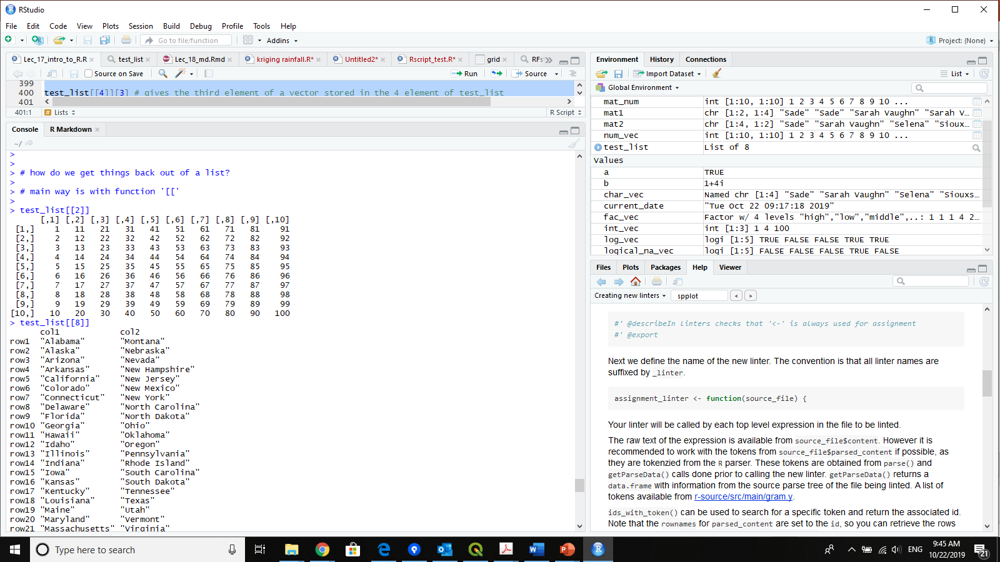 RStudio
File Edit Code View Plots Session Build Debug Profile Tools Help
Go to file/function Addins Project: (None)
Lec_17_intro_to_R.R test_list Lec_18_md.Rmd kriging rainfall.R* Untitled2* Rscript_test.R* grid RFs
Source on Save Run Source
399
400 test_list[[4]][3] # gives the third element of a vector stored in the 4 element of test_list
401
401:1 Lists R Script
Console R Markdown
~/
>
>
> # how do we get things back out of a list?
>
> # main way is with function '[['
>
> test_list[[2]]
[,1] [,2] [,3] [,4] [,5] [,6] [,7] [,8] [,9] [,10]
[1,] 1 11 21 31 41 51 61 71 81 91
[2,] 2 12 22 32 42 52 62 72 82 92
[3,] 3 13 23 33 43 53 63 73 83 93
[4,] 4 14 24 34 44 54 64 74 84 94
[5,] 5 15 25 35 45 55 65 75 85 95
[6,] 6 16 26 36 46 56 66 76 86 96
[7,] 7 17 27 37 47 57 67 77 87 97
[8,] 8 18 28 38 48 58 68 78 88 98
[9,] 9 19 29 39 49 59 69 79 89 99
[10,] 10 20 30 40 50 60 70 80 90 100
> test_list[[8]]
col1 col2
row1 "Alabama" "Montana"
row2 "Alaska" "Nebraska"
row3 "Arizona" "Nevada"
row4 "Arkansas" "New Hampshire"
row5 "California" "New Jersey"
row6 "Colorado" "New Mexico"
row7 "Connecticut" "New York"
row8 "Delaware" "North Carolina"
row9 "Florida" "North Dakota"
row10 "Georgia" "Ohio"
row11 "Hawaii" "Oklahoma"
row12 "Idaho" "Oregon"
row13 "Illinois" "Pennsylvania"
row14 "Indiana" "Rhode Island"
row15 "Iowa" "South Carolina"
row16 "Kansas" "South Dakota"
row17 "Kentucky" "Tennessee"
row18 "Louisiana" "Texas"
row19 "Maine" "Utah"
row20 "Maryland" "Vermont"
row21 "Massachusetts" "Virginia"
Environment History Connections
Import Dataset List
Global Environment
mat_num int [1:10, 1:10] 1 2 3 4 5 6 7 8 9 10 ...
mat1 chr [1:2, 1:4] "Sade" "Sade" "Sarah Vaughn" "Sarah V...
mat2 chr [1:4, 1:2] "Sade" "Sarah Vaughn" "Selena" "Sioux...
num_vec int [1:10, 1:10] 1 2 3 4 5 6 7 8 9 10 ...
test_list List of 8
Values
a TRUE
b 1+4i
char_vec Named chr [1:4] "Sade" "Sarah Vaughn" "Selena" "Siouxs...
current_date "Tue Oct 22 09:17:18 2019"
fac_vec Factor w/ 4 levels "high","low","middle",..: 1 1 1 4 2...
int_vec int [1:3] 1 4 100
log_vec logi [1:5] TRUE FALSE FALSE TRUE TRUE
logical_na_vec logi [1:5] FALSE FALSE FALSE TRUE FALSE
Files Plots Packages Help Viewer
Creating new linters spplot < >
#' @describeIn linters checks that '<-' is always used for assignment
#' @export
Next we define the name of the new linter. The convention is that all linter names are
suffixed by _linter.
assignment_linter <- function(source_file) {
Your linter will be called by each top level expression in the file to be linted.
The raw text of the expression is available from source_file$content. However it is
recommended to work with the tokens from source_file$parsed_content if possible, as
they are tokenzied from the R parser. These tokens are obtained from parse() and
getParseData() calls done prior to calling the new linter. getParseData() returns a
data.frame with information from the source parse tree of the file being linted. A list of
tokens available from r-source/src/main/gram.y.
ids_with_token() can be used to search for a specific token and return the associated id.
Note that the rownames for parsed_content are set to the id, so you can retrieve the rows
Type here to search
ENG
9:45 AM
10/22/2019
21